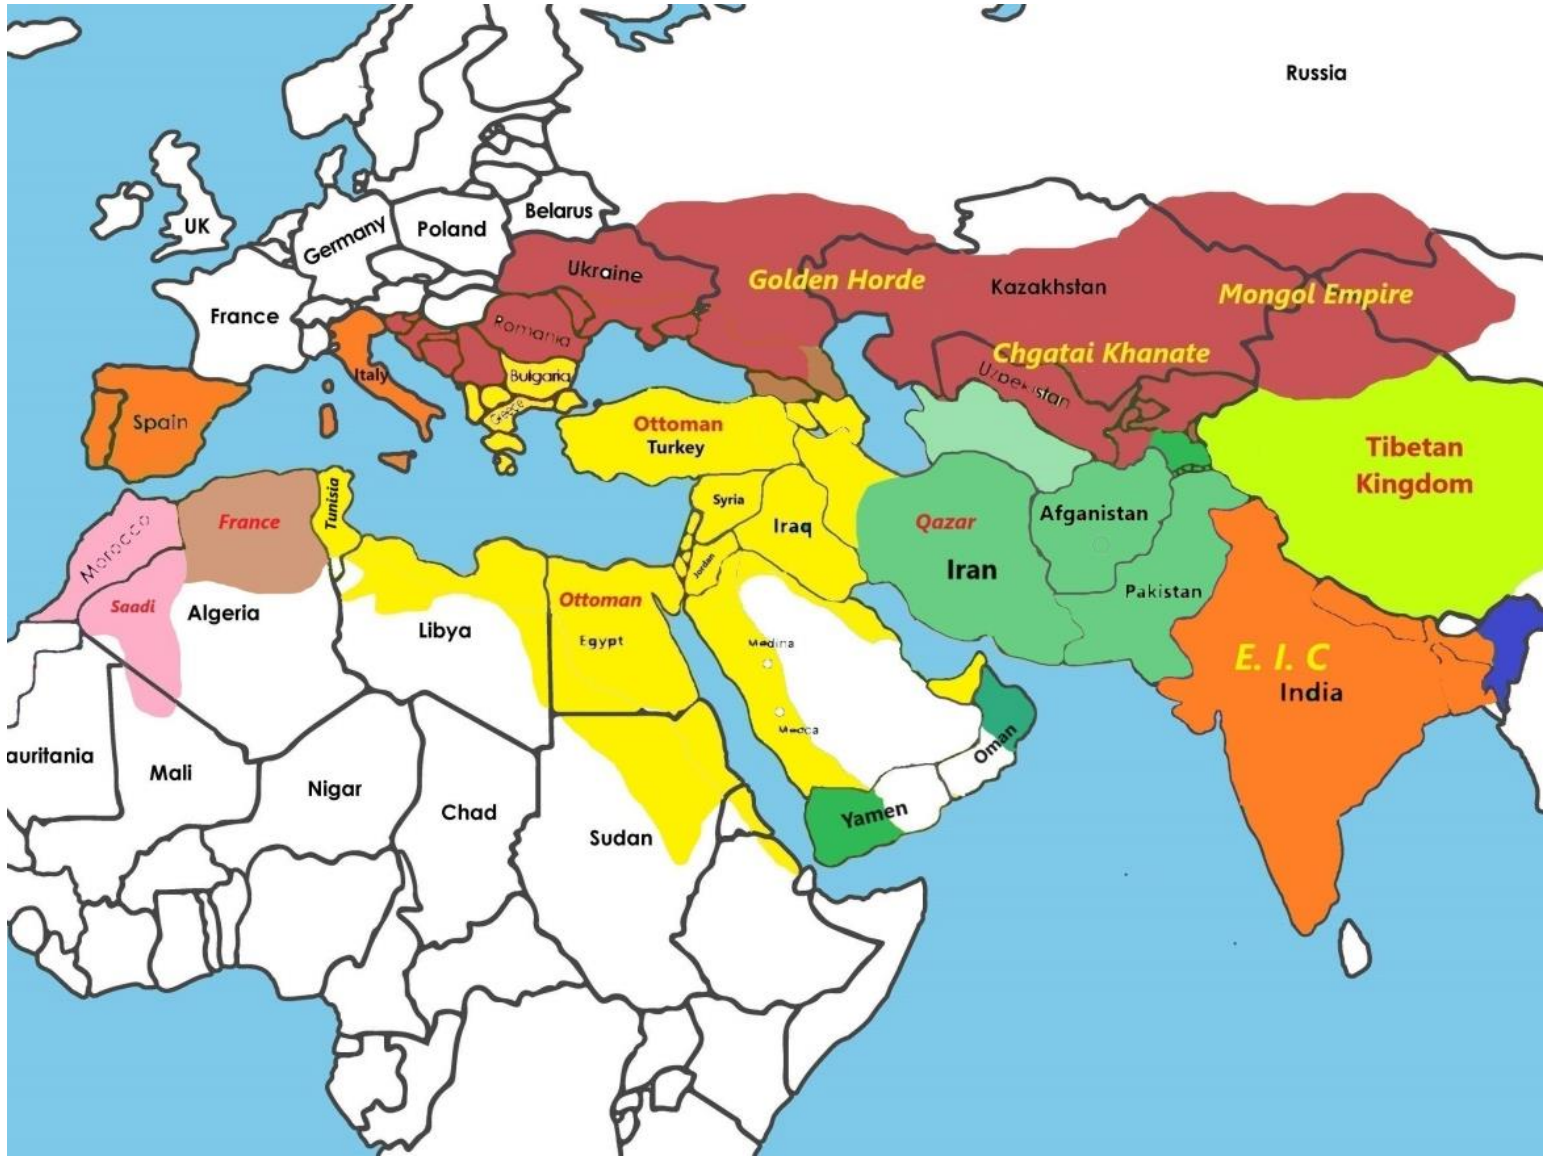 Russia
UK
Belarus
Poland
Germany
Ukraine
Golden Horde
Kazakhstan
Mongol Empire
France
Romania
Chgatai Khanate
Italy
Bulgaria
Uzbekistan
Spain
Greece
Ottoman
Turkey
Tibetan
Kingdom
Tunisia
Syria
Morocco
France
Iraq
Qazar
Afganistan
Jordan
Iran
Saadi
Algeria
Ottoman
Pakistan
Libya
Egypt
Medina
E. I. C
India
Medca
Oman
auritania
Mali
Nigar
Chad
Yamen
Sudan